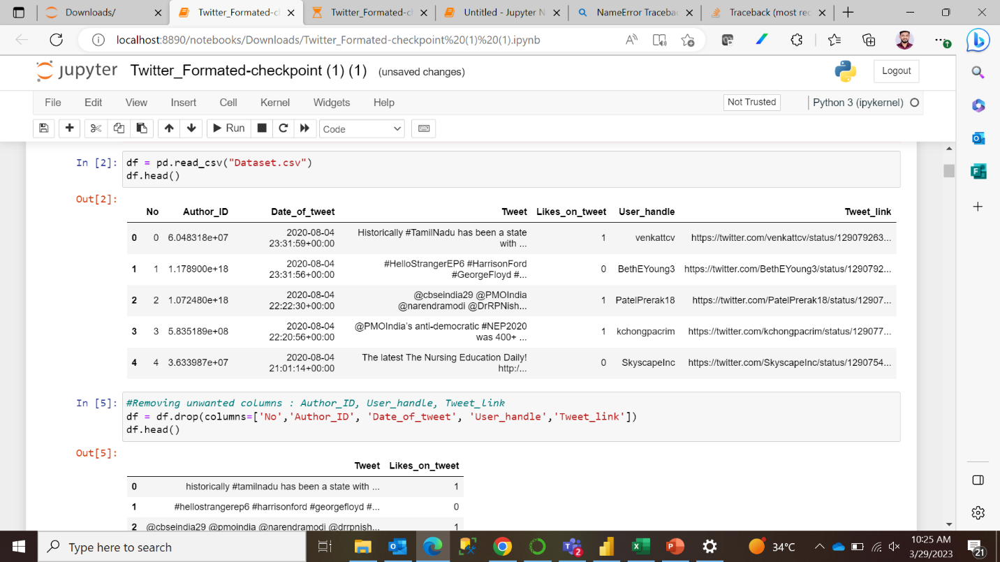 Downloads/
Twitter_Formated-ch
Twitter_Formated-ch
Untitled - Jupyter N
NameError Traceba
Traceback (most rec
localhost:8890/notebooks/Downloads/Twitter_Formated-checkpoint%20(1)%20(1).ipynb
jupyter Twitter_Formated-checkpoint (1) (1) (unsaved changes)
Logout
File Edit View Insert Cell Kernel Widgets Help
Not Trusted
Python 3 (ipykernel)
Run
Code
In [2]: df = pd.read_csv("Dataset.csv")
df.head()
Out[2]:
No Author_ID Date_of_tweet Tweet Likes_on_tweet User_handle Tweet_link
0 0 6.048318e+07 2020-08-04 23:31:59+00:00 Historically #TamilNadu has been a state with ... 1 venkattcv https://twitter.com/venkattcv/status/129079263...
1 1 1.178900e+18 2020-08-04 23:31:56+00:00 #HelloStrangerEP6 #HarrisonFord #GeorgeFloyd #... 0 BethEYoung3 https://twitter.com/BethEYoung3/status/1290792...
2 2 1.072480e+18 2020-08-04 22:22:30+00:00 @cbseindia29 @PMOIndia @narendramodi @DrRPNish... 1 PatelPrerak18 https://twitter.com/PatelPrerak18/status/12907...
3 3 5.835189e+08 2020-08-04 22:20:56+00:00 @PMOIndia's anti-democratic #NEP2020 was 400+ ... 1 kchongpacrim https://twitter.com/kchongpacrim/status/129077...
4 4 3.633987e+07 2020-08-04 21:01:14+00:00 The latest The Nursing Education Daily! http:/... 0 SkyscapeInc https://twitter.com/SkyscapeInc/status/1290754...
In [5]: #Removing unwanted columns : Author_ID, User_handle, Tweet_link
df = df.drop(columns=['No','Author_ID', 'Date_of_tweet', 'User_handle','Tweet_link'])
df.head()
Out[5]:
Tweet Likes_on_tweet
0 historically #tamilnadu has been a state with ... 1
1 #hellostrangerep6 #harrisonford #georgefloyd #... 0
2 @cbseindia29 @pmoindia @narendramodi @drrpnish... 1
Type here to search
2
34°C
10:25 AM
3/29/2023
21